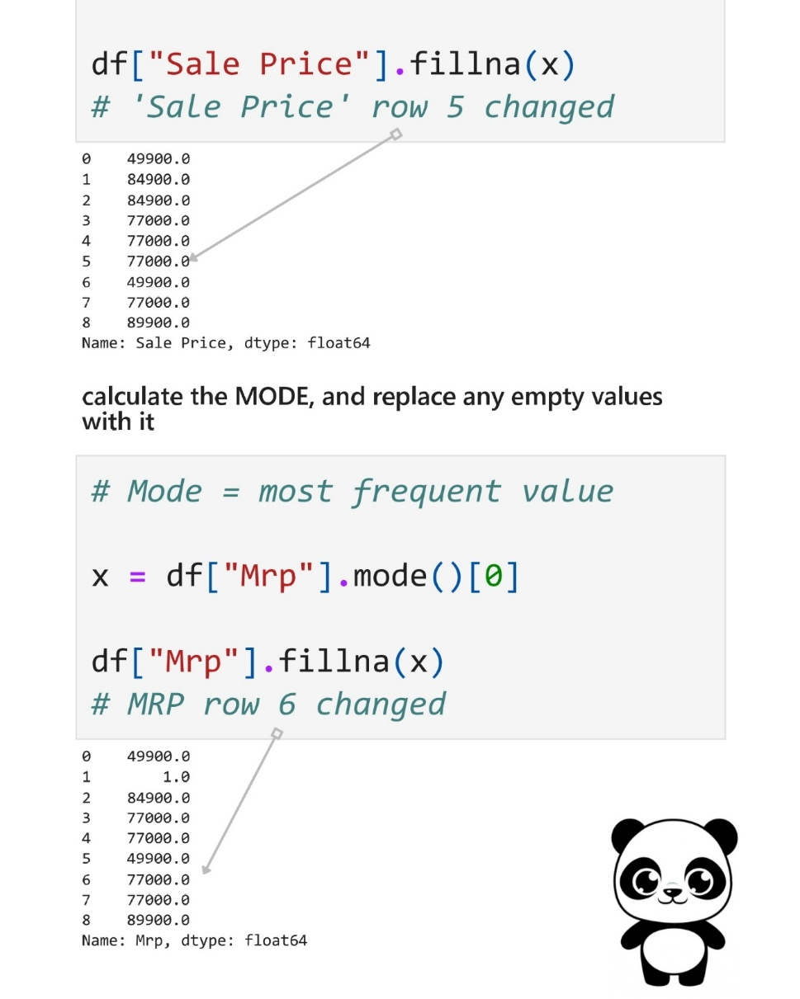 df["Sale Price"].fillna(x)
# 'Sale Price' row 5 changed
0 49900.0
1 84900.0
2 84900.0
3 77000.0
4 77000.0
5 77000.0
6 49900.0
7 77000.0
8 89900.0
Name: Sale Price, dtype: float64
calculate the MODE, and replace any empty values
with it
# Mode = most frequent value
x = df["Mrp"].mode()[0]
df["Mrp"].fillna(x)
# MRP row 6 changed
0 49900.0
1 1.0
2 84900.0
3 77000.0
4 77000.0
5 49900.0
6 77000.0
7 77000.0
8 89900.0
Name: Mrp, dtype: float64